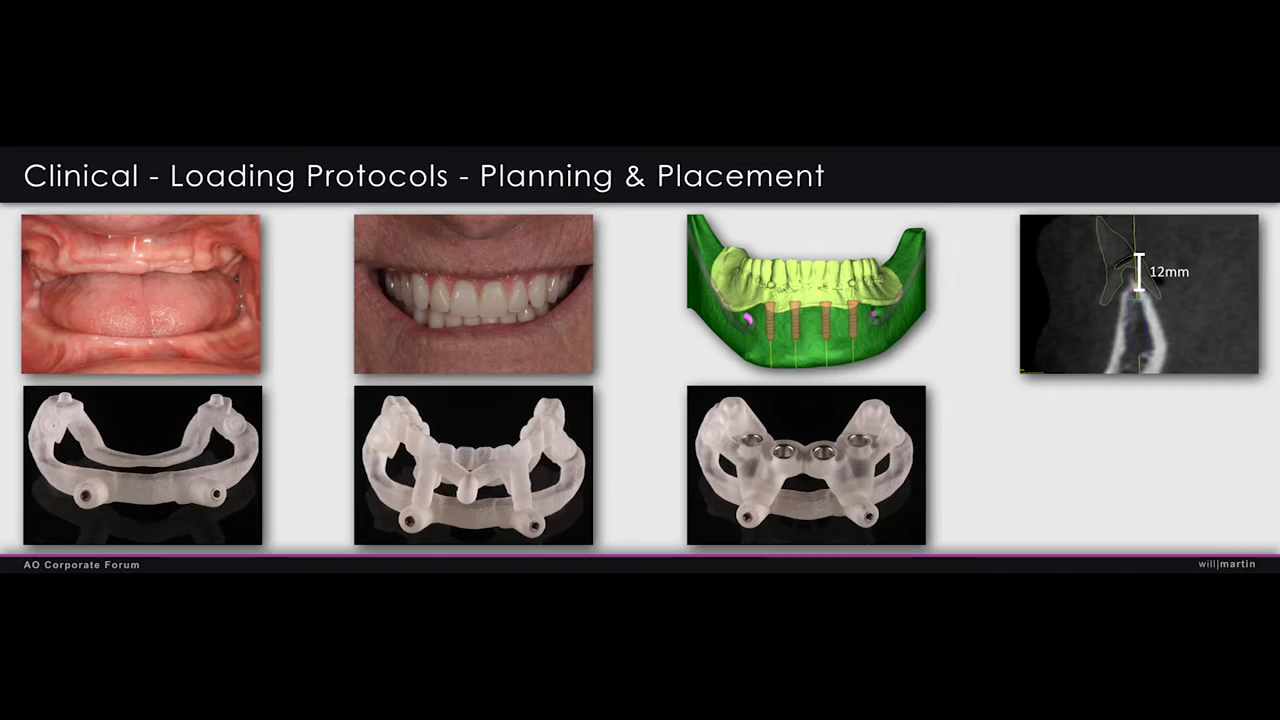 Clinical - Loading Protocols - Planning & Placement
12mm
AO Corporate Forum
will|martin